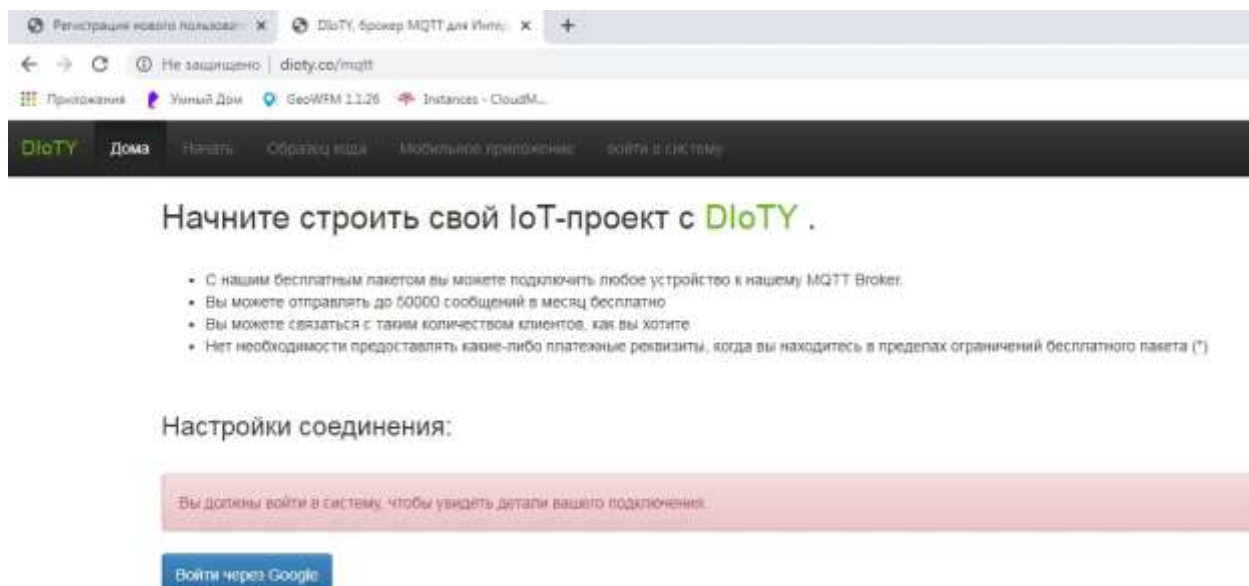 Регистрация нового пользоват
DIoTY, брокер MQTT для Интер
Не защищено | dioty.co/mqtt
Приложения Умный Дом GeoWFM 1.1.26 Instances - CloudM...
DIoTY Дома Начать Образец кода Мобильное приложение войти в систему
Начните строить свой IoT-проект с DIoTY .
• С нашим бесплатным пакетом вы можете подключить любое устройство к нашему MQTT Broker.
• Вы можете отправлять до 50000 сообщений в месяц бесплатно
• Вы можете связаться с таким количеством клиентов, как вы хотите
• Нет необходимости предоставлять какие-либо платежные реквизиты, когда вы находитесь в пределах ограничений бесплатного пакета (*)
Настройки соединения:
Вы должны войти в систему, чтобы увидеть детали вашего подключения.
Войти через Google